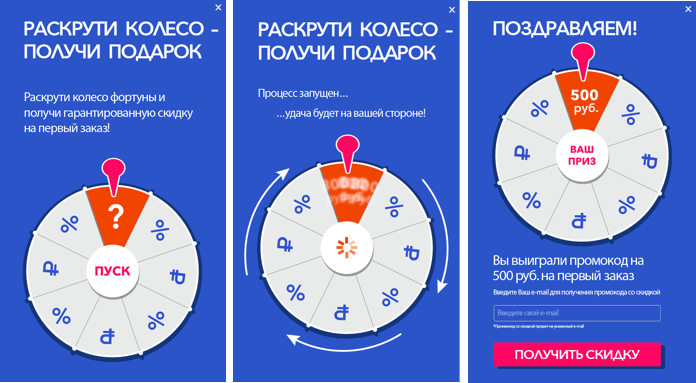 ×
РАСКРУТИ КОЛЕСО -
ПОЛУЧИ ПОДАРОК
Раскрути колесо фортуны и
получи гарантированную скидку
на первый заказ!
?
%
%
₽
₽
ПУСК
%
%
₽
×
РАСКРУТИ КОЛЕСО -
ПОЛУЧИ ПОДАРОК
Процесс запущен...
...удача будет на вашей стороне!
%
%
₽
₽
%
%
₽
×
ПОЗДРАВЛЯЕМ!
500
руб.
%
%
₽
₽
ВАШ
ПРИЗ
%
%
₽
Вы выиграли промокод на
500 руб. на первый заказ
Введите Ваш e-mail для получения промокода со скидкой
Введите свой e-mail
*Промокод со скидкой придет на указанный e-mail
ПОЛУЧИТЬ СКИДКУ